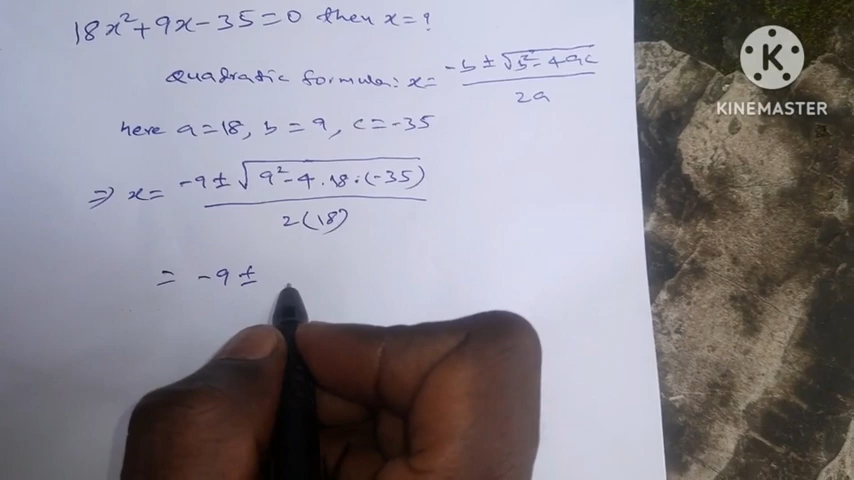 18x²+9x-35=0 then x=?
Quadratic formula: x= -b ± √b²-4ac / 2a
here a=18, b=9, c=-35
⇒ x= -9 ± √9²-4.18.(-35) / 2(18)
= -9 ±
KINEMASTER